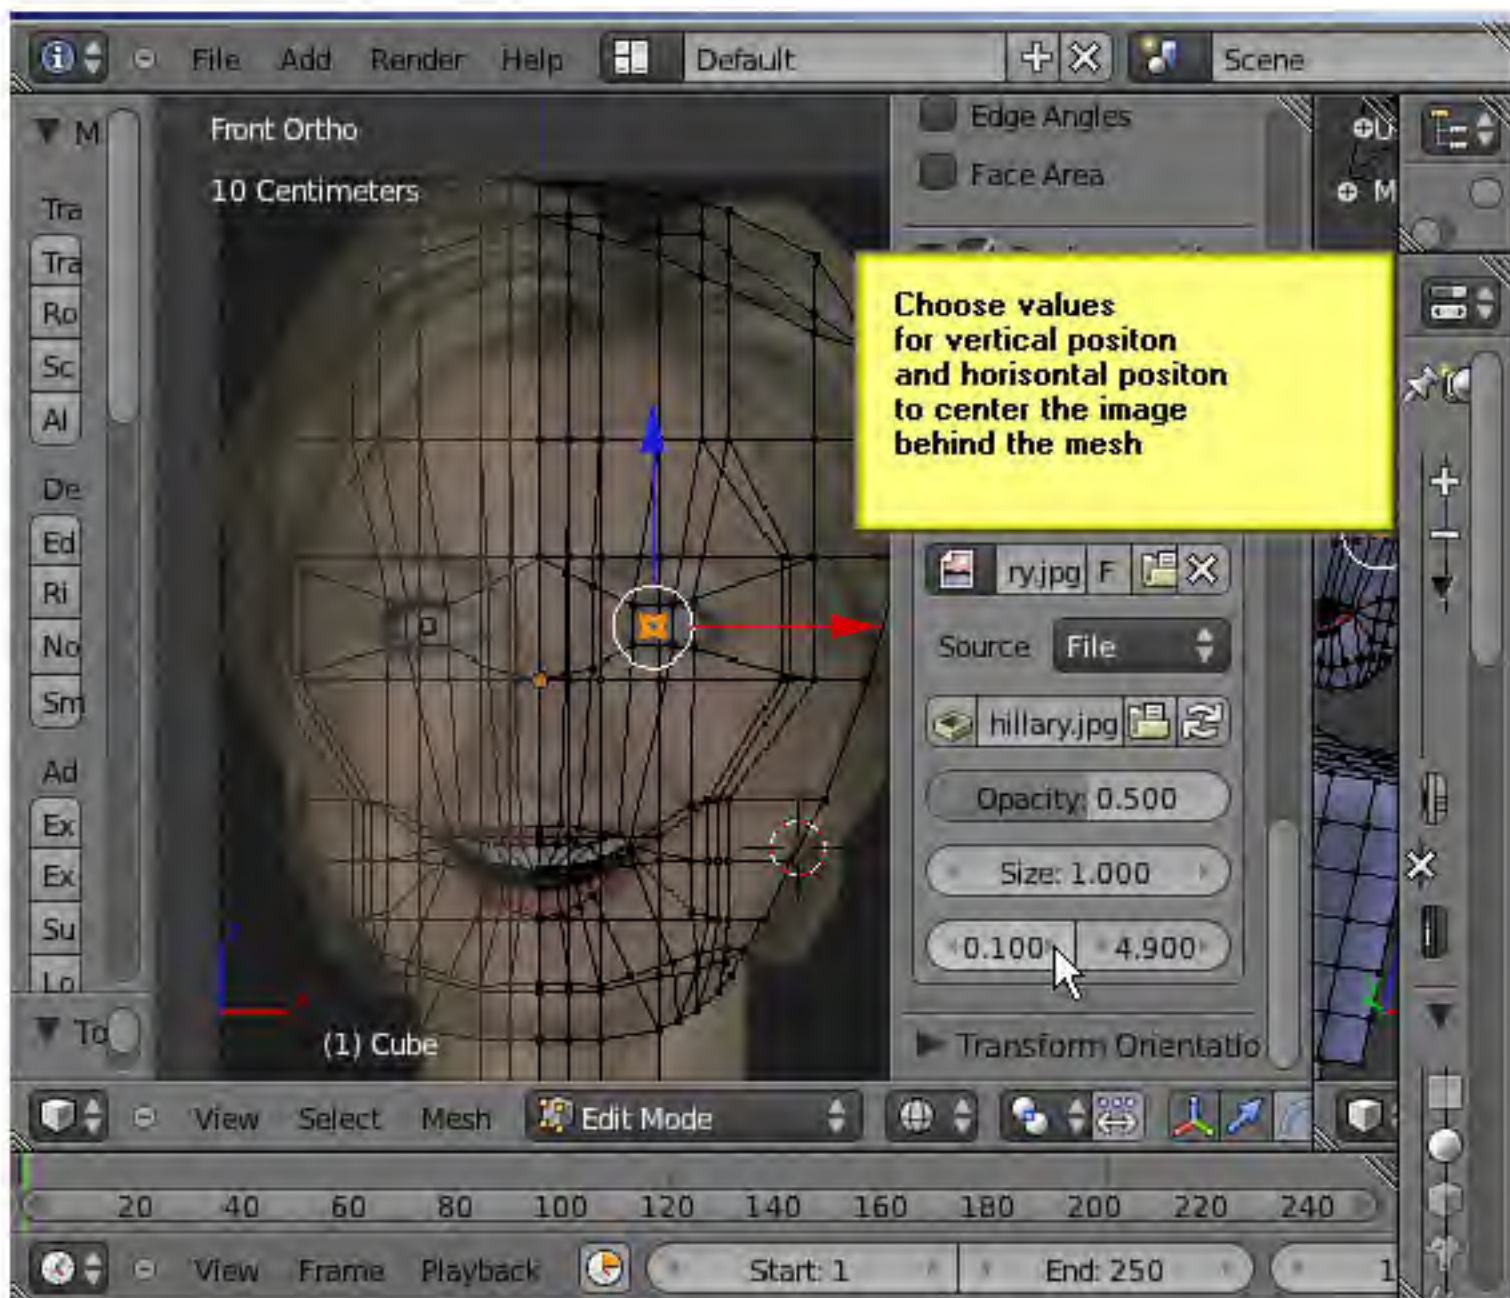 File Add Render Help Default Scene
M
Front Ortho
10 Centimeters
Tra
Tra
Ro
Sc
Al
De
Ed
Ri
No
Sm
Ad
Ex
Ex
Su
Lo
To
(1) Cube
Edge Angles
Face Area
Choose values
for vertical positon
and horisontal positon
to center the image
behind the mesh
ry.jpg F
Source File
hillary.jpg
Opacity: 0.500
Size: 1.000
0.100 4.900
Transform Orientatio
M
View Select Mesh Edit Mode
20 40 60 80 100 120 140 160 180 200 220 240
View Frame Playback Start: 1 End: 250 1